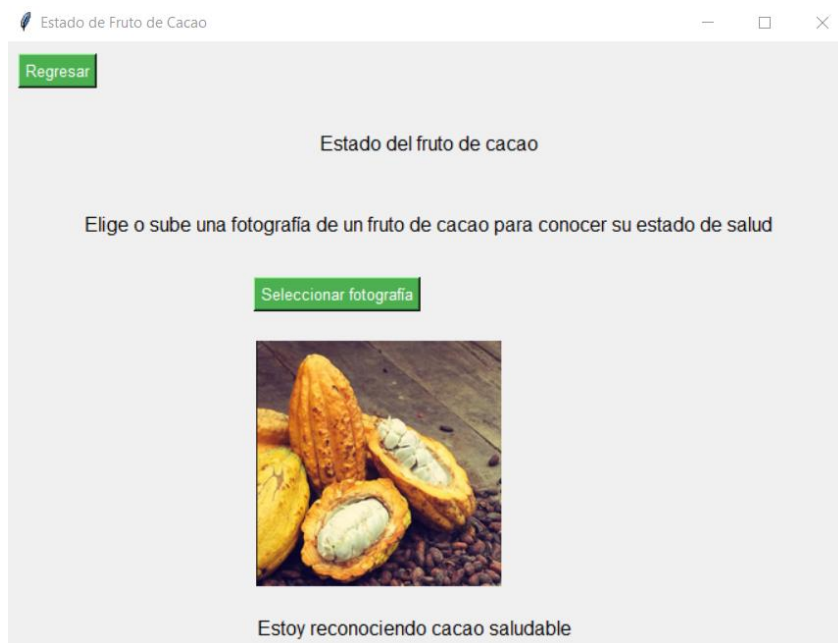 Estado de Fruto de Cacao
Regresar
Estado del fruto de cacao
Elige o sube una fotografía de un fruto de cacao para conocer su estado de salud
Seleccionar fotografía
Estoy reconociendo cacao saludable